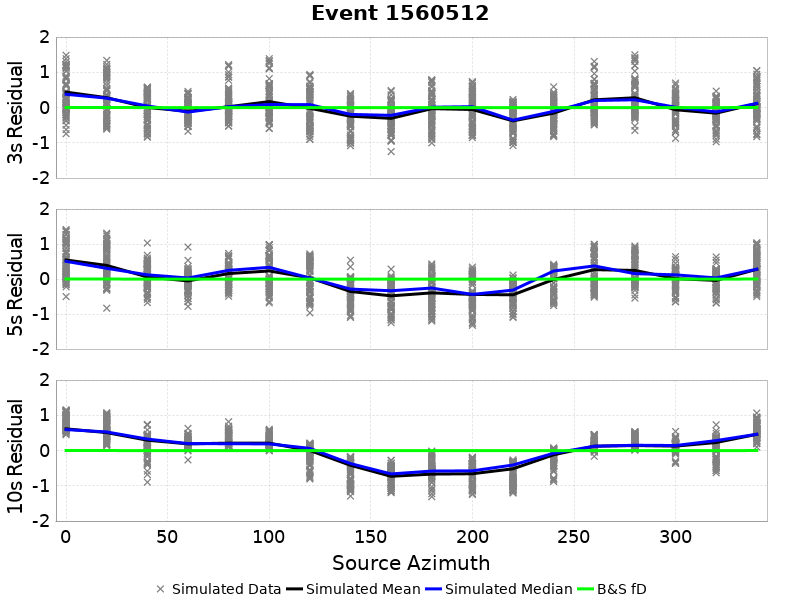 Event 1560512
2
1
0
-1
-2
3s Residual
2
1
0
-1
-2
5s Residual
2
1
0
-1
-2
10s Residual
0 50 100 150 200 250 300
Source Azimuth
Simulated Data Simulated Mean Simulated Median B&S fD